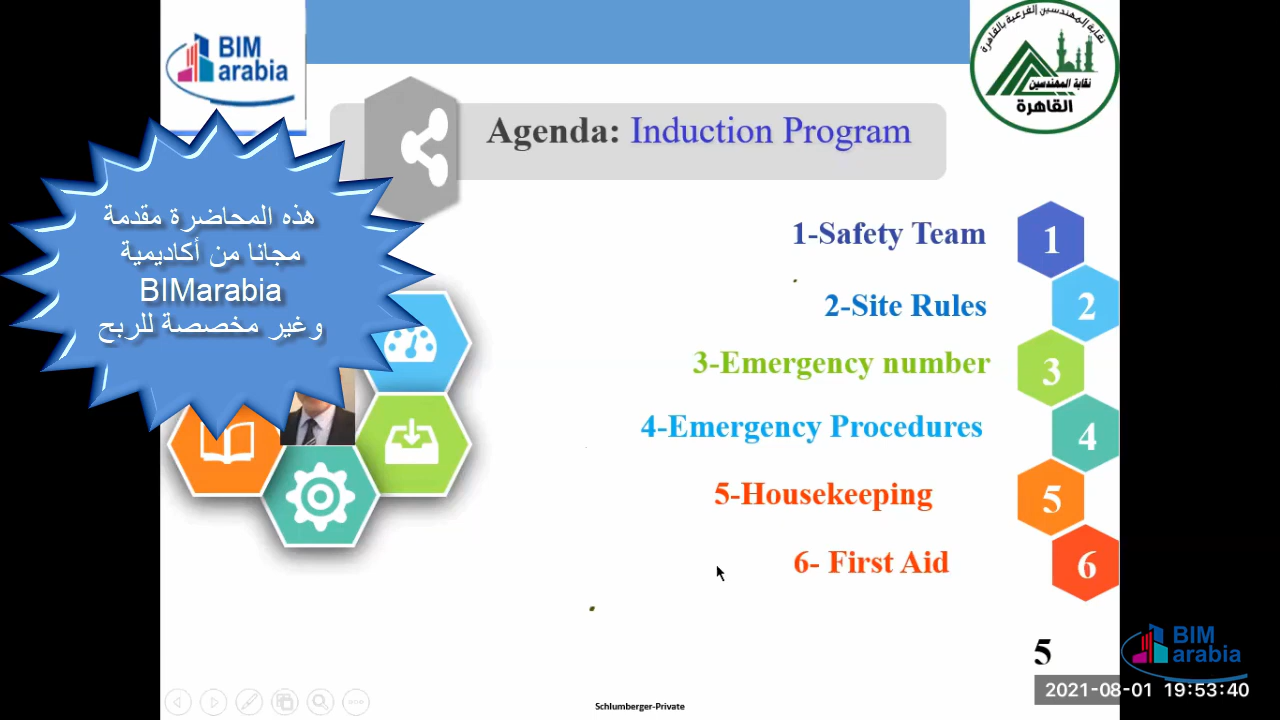 BIM
arabia
نقابة المهندسين الفرعية بالقاهرة
نقابة المهندسين
القاهرة
Agenda: Induction Program
هذه المحاضرة مقدمة
مجانا من أكاديمية
BIMarabia
وغير مخصصة للربح
1-Safety Team
1
2-Site Rules
2
3-Emergency number
3
4-Emergency Procedures
4
5-Housekeeping
5
6- First Aid
6
5
BIM
arabia
2021-08-01 19:53:40
Schlumberger-Private